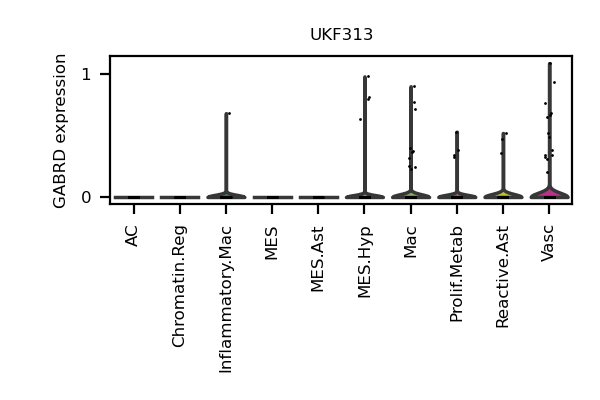 UKF313
GABRD expression
1
0
AC
Chromatin.Reg
Inflammatory.Mac
MES
MES.Ast
MES.Hyp
Mac
Prolif.Metab
Reactive.Ast
Vasc